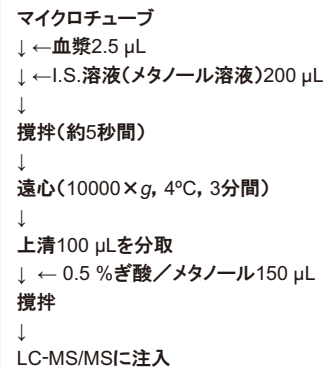 マイクロチューブ
↓ ←血漿2.5 µL
↓ ←I.S.溶液（メタノール溶液）200 µL
↓
撹拌（約5秒間）
↓
遠心（10000×g, 4ºC, 3分間）
↓
上清100 µLを分取
↓ ← 0.5 %ぎ酸／メタノール150 µL
撹拌
↓
LC-MS/MSに注入